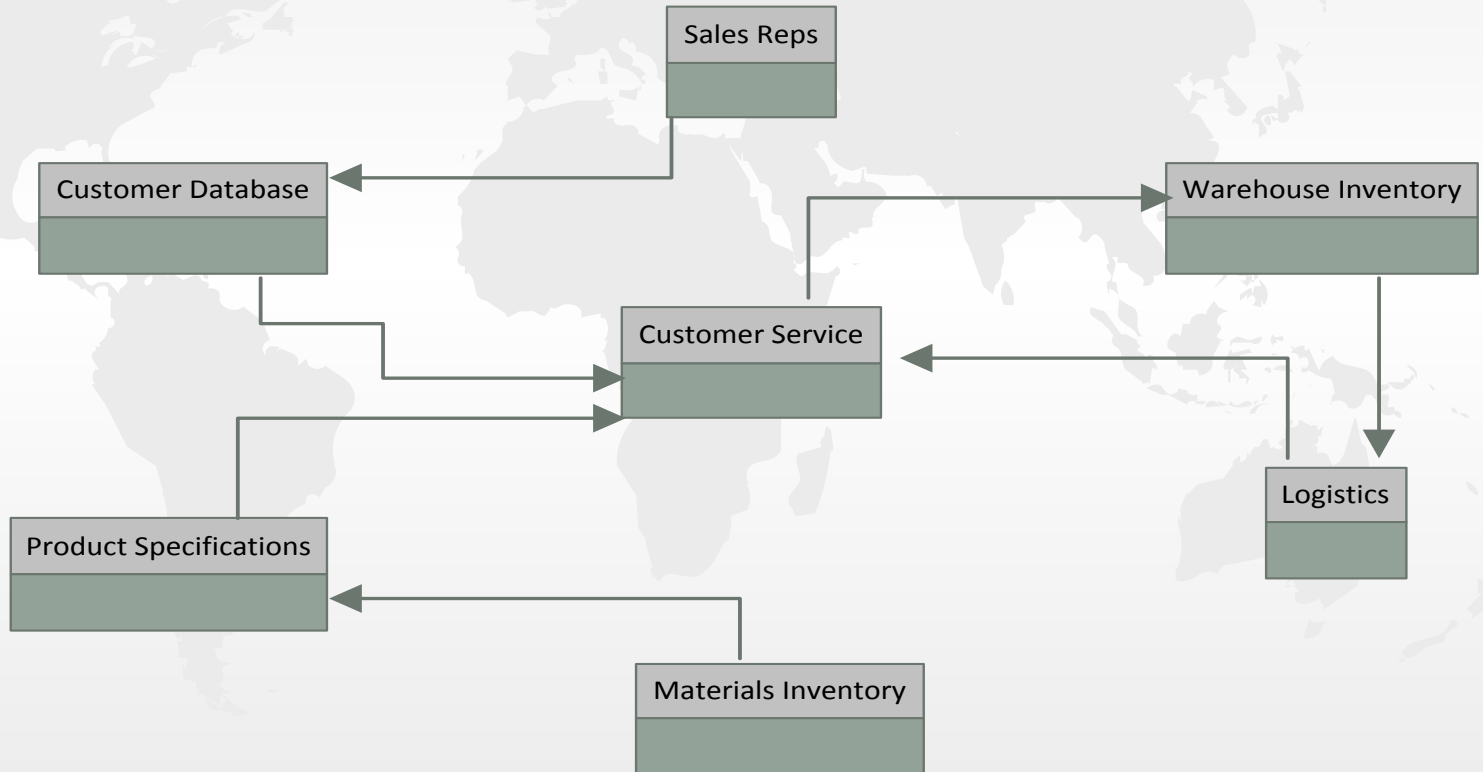 Sales Reps
Customer Database
Warehouse Inventory
Customer Service
Logistics
Product Specifications
Materials Inventory